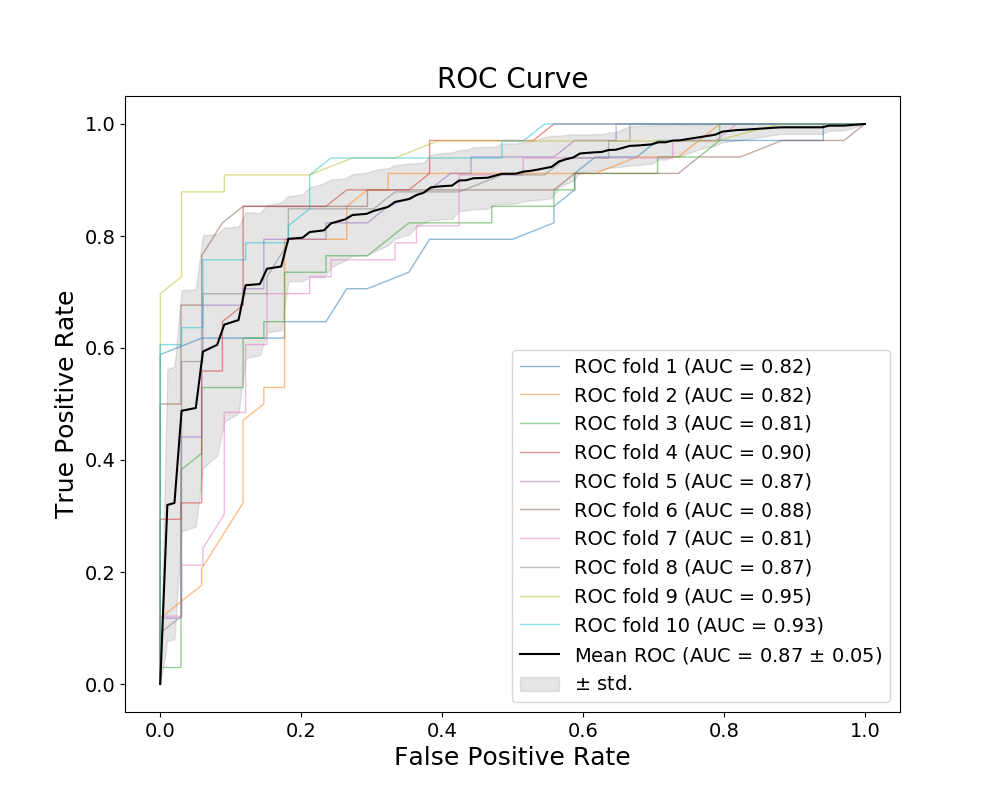 ROC Curve
True Positive Rate
1.0
0.8
0.6
0.4
0.2
0.0
ROC fold 1 (AUC = 0.82)
ROC fold 2 (AUC = 0.82)
ROC fold 3 (AUC = 0.81)
ROC fold 4 (AUC = 0.90)
ROC fold 5 (AUC = 0.87)
ROC fold 6 (AUC = 0.88)
ROC fold 7 (AUC = 0.81)
ROC fold 8 (AUC = 0.87)
ROC fold 9 (AUC = 0.95)
ROC fold 10 (AUC = 0.93)
Mean ROC (AUC = 0.87 ± 0.05)
± std.
0.0 0.2 0.4 0.6 0.8 1.0
False Positive Rate